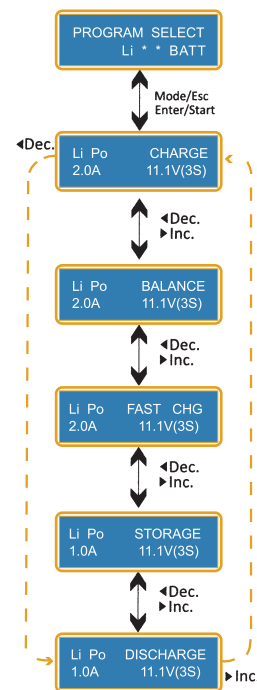 PROGRAM SELECT
Li * * BATT
Mode/Esc
Enter/Start
◀Dec.
Li Po CHARGE
2.0A 11.1V(3S)
◀Dec.
▶Inc.
Li Po BALANCE
2.0A 11.1V(3S)
◀Dec.
▶Inc.
Li Po FAST CHG
2.0A 11.1V(3S)
◀Dec.
▶Inc.
Li Po STORAGE
1.0A 11.1V(3S)
◀Dec.
▶Inc.
Li Po DISCHARGE
1.0A 11.1V(3S)
▶Inc